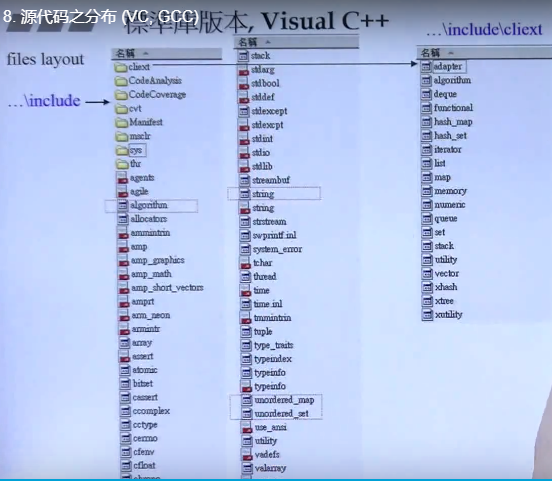 8. 源代码之分布 (VC, GCC)
標準庫版本, Visual C++
files layout
...\include
...\include\cliext
名稱
cliext
CodeAnalysis
CodeCoverage
cvt
Manifest
msclr
sys
thr
agents
agile
algorithm
allocators
ammintrin
amp
amp_graphics
amp_math
amp_short_vectors
amprt
arm_neon
armintr
array
assert
atomic
bitset
cassert
ccomplex
cctype
cerrno
cfenv
cfloat
名稱
stack
stdarg
stdbool
stddef
stdexcept
stdexcpt
stdint
stdio
stdlib
streambuf
string
string
strstream
swprintf.inl
system_error
tchar
thread
time
time.inl
tmmintrin
tuple
type_traits
typeindex
typeinfo
typeinfo
unordered_map
unordered_set
use_ansi
utility
vadefs
valarray
名稱
adapter
algorithm
deque
functional
hash_map
hash_set
iterator
list
map
memory
numeric
queue
set
stack
utility
vector
xhash
xtree
xutility